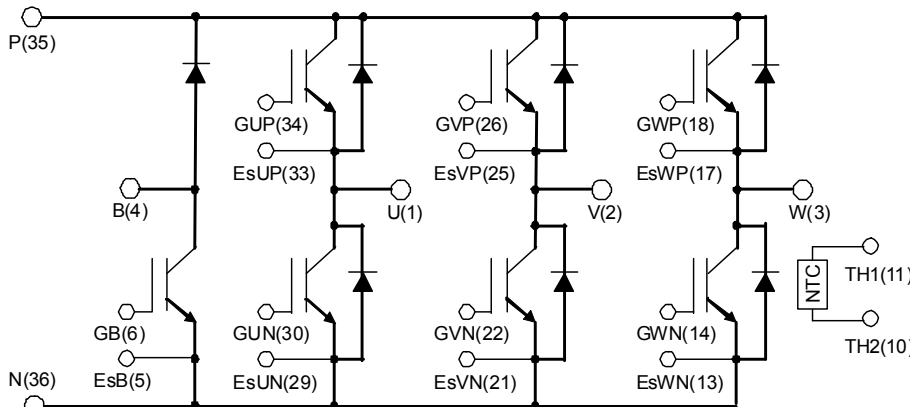 P(35)
GUP(34)
GVP(26)
GWP(18)
EsUP(33)
EsVP(25)
EsWP(17)
B(4)
U(1)
V(2)
W(3)
NTC
TH1(11)
GB(6)
GUN(30)
GVN(22)
GWN(14)
TH2(10)
N(36)
EsB(5)
EsUN(29)
EsVN(21)
EsWN(13)